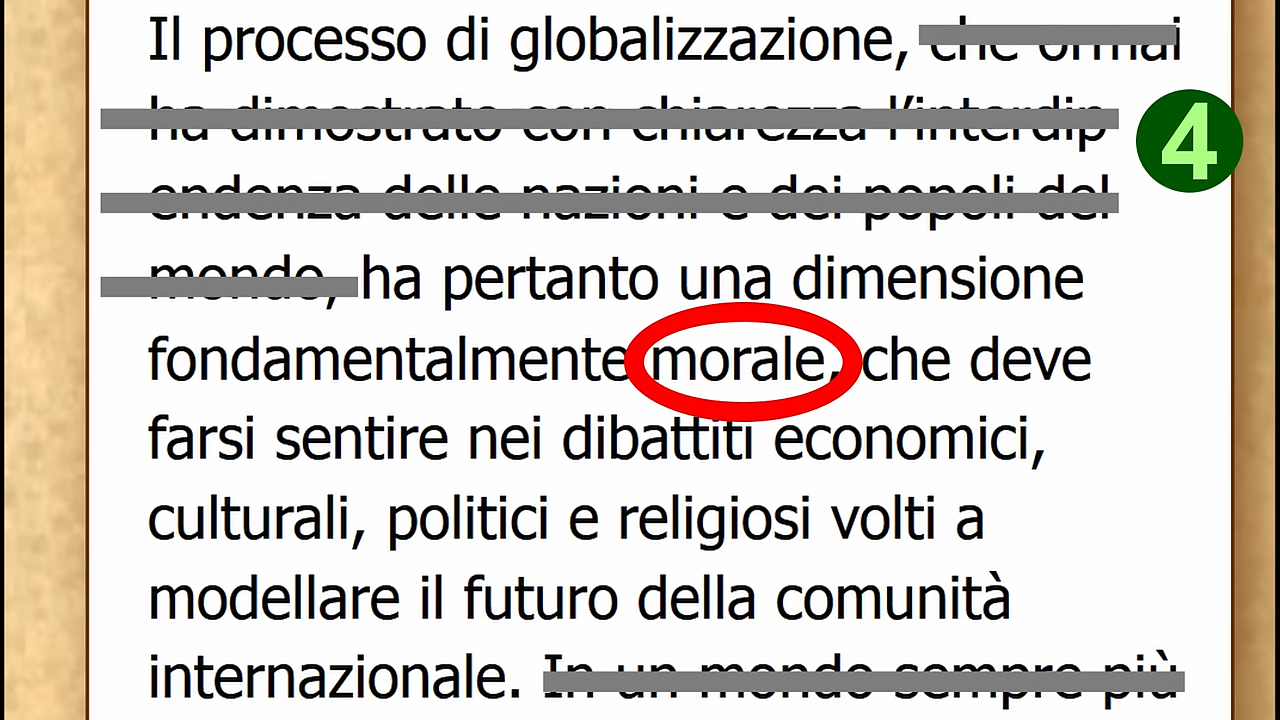 Il processo di globalizzazione, che ormai
ha dimostrato con chiarezza l’interdip
endenza delle nazioni e dei popoli del
mondo, ha pertanto una dimensione
fondamentalmente morale, che deve
farsi sentire nei dibattiti economici,
culturali, politici e religiosi volti a
modellare il futuro della comunità
internazionale. In un mondo sempre più
4